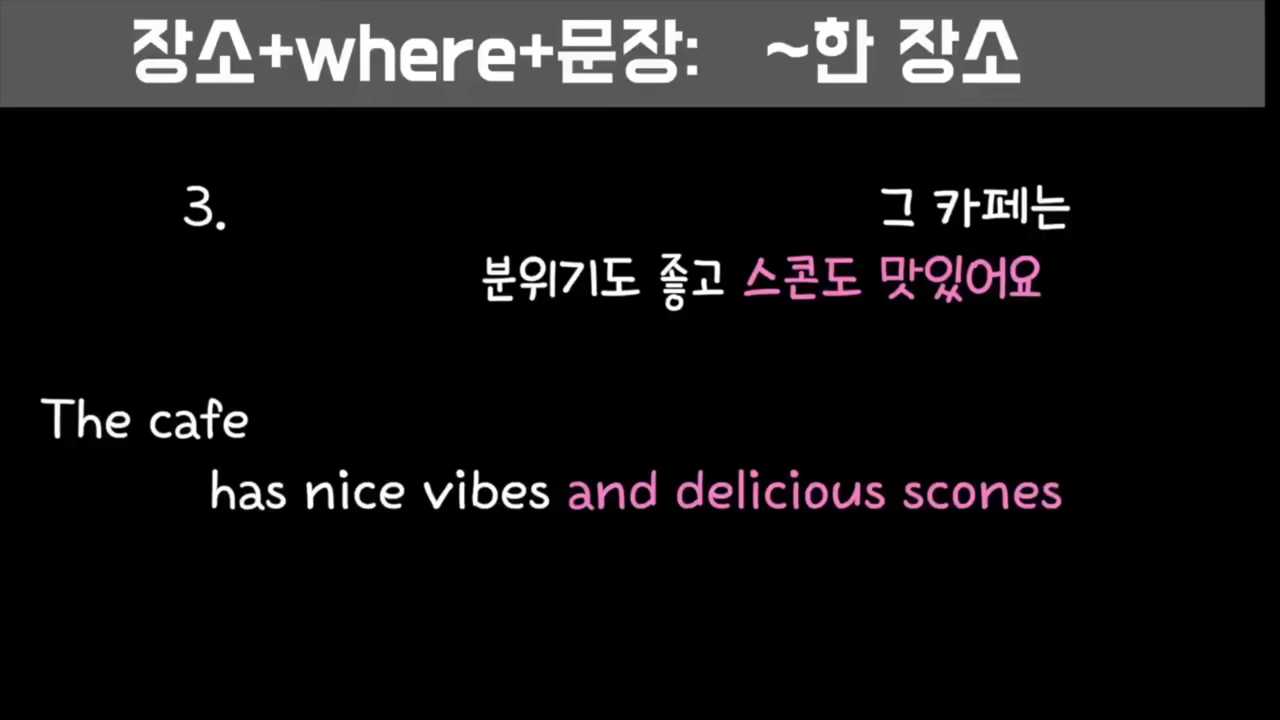 장소+where+문장: ~한 장소
3. 그 카페는
분위기도 좋고 스콘도 맛있어요
The cafe
has nice vibes and delicious scones